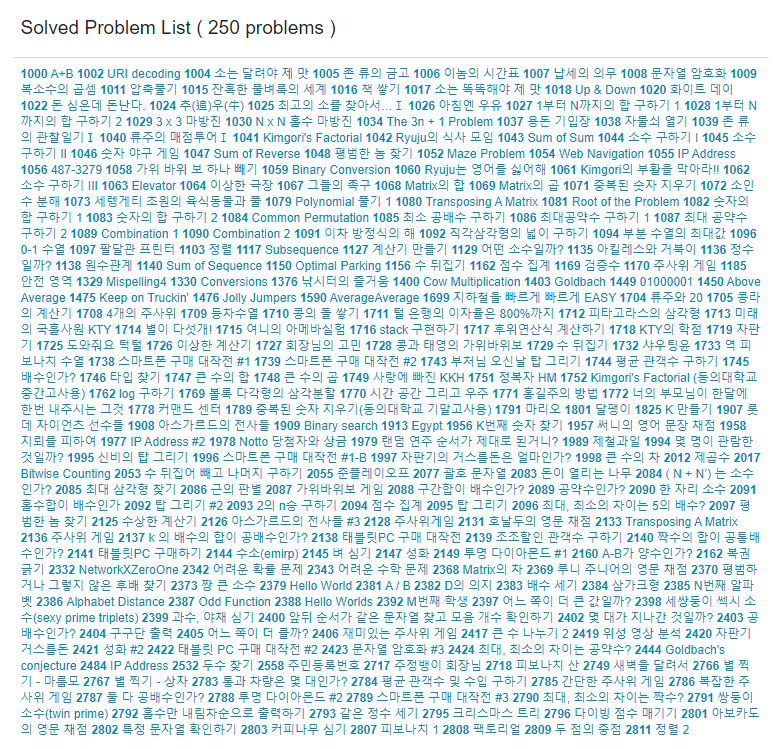 Solved Problem List ( 250 problems )
1000 A+B 1002 URI decoding 1004 소는 달려야 제 맛 1005 존 류의 금고 1006 이놈의 시간표 1007 납세의 의무 1008 문자열 암호화 1009
복소수의 곱셈 1011 압축풀기 1015 잔혹한 물벼룩의 세계 1016 책 쌓기 1017 소는 똑똑해야 제 맛 1018 Up & Down 1020 화이트 데이
1022 돈 심은데 돈난다. 1024 추(追)우(牛) 1025 최고의 소를 찾아서...Ⅰ 1026 아침엔 우유 1027 1부터 N까지의 합 구하기 1 1028 1부터 N
까지의 합 구하기 2 1029 3 x 3 마방진 1030 N x N 홀수 마방진 1034 The 3n + 1 Problem 1037 용돈 기입장 1038 자물쇠 열기 1039 존 류
의 관찰일기Ⅰ 1040 류주의 매점투어Ⅰ 1041 Kimgori's Factorial 1042 Ryuju의 식사 모임 1043 Sum of Sum 1044 소수 구하기 I 1045 소수
구하기 II 1046 숫자 야구 게임 1047 Sum of Reverse 1048 평범한 놈 찾기 1052 Maze Problem 1054 Web Navigation 1055 IP Address
1056 487-3279 1058 가위 바위 보 하나 빼기 1059 Binary Conversion 1060 Ryuju는 영어를 싫어해 1061 Kimgori의 부활을 막아라!! 1062
소수 구하기 III 1063 Elevator 1064 이상한 극장 1067 그물의 족구 1068 Matrix의 합 1069 Matrix의 곱 1071 중복된 숫자 지우기 1072 소인
수 분해 1073 세렝게티 초원의 육식동물과 풀 1079 Polynomial 풀기 1 1080 Transposing A Matrix 1081 Root of the Problem 1082 숫자의
합 구하기 1 1083 숫자의 합 구하기 2 1084 Common Permutation 1085 최소 공배수 구하기 1086 최대공약수 구하기 1 1087 최대 공약수
구하기 2 1089 Combination 1 1090 Combination 2 1091 이차 방정식의 해 1092 직각삼각형의 넓이 구하기 1094 부분 수열의 최대값 1096
0-1 수열 1097 팔달관 프린터 1103 정렬 1117 Subsequence 1127 계산기 만들기 1129 어떤 소수일까? 1135 아킬레스와 거북이 1136 정수
일까? 1138 원수관계 1140 Sum of Sequence 1150 Optimal Parking 1156 수 뒤집기 1162 점수 집계 1169 검증수 1170 주사위 게임 1185
안전 영역 1329 Mispelling4 1330 Conversions 1376 낚시터의 즐거움 1400 Cow Multiplication 1403 Goldbach 1449 01000001 1450 Above
Average 1475 Keep on Truckin' 1476 Jolly Jumpers 1590 AverageAverage 1699 지하철을 빠르게 빠르게 EASY 1704 류주와 20 1705 콩라
의 계산기 1708 4개의 주사위 1709 등차수열 1710 콩의 돌 쌓기 1711 털 은행의 이자율은 800%까지 1712 피타고라스의 삼각형 1713 미래
의 국흘사원 KTY 1714 별이 다섯개! 1715 여니의 아메바실험 1716 stack 구현하기 1717 후위연산식 계산하기 1718 KTY의 학점 1719 자판
기 1725 도와줘요 턱털 1726 이상한 계산기 1727 회장님의 고민 1728 콩과 태영의 가위바위보 1729 수 뒤집기 1732 샤우팅윤 1733 역 피
보나치 수열 1738 스마트폰 구매 대작전 #1 1739 스마트폰 구매 대작전 #2 1743 부처님 오신날 탑 그리기 1744 평균 관객수 구하기 1745
배수인가? 1746 타입 찾기 1747 큰 수의 합 1748 큰 수의 곱 1749 사랑에 빠진 KKH 1751 정복자 HM 1752 Kimgori's Factorial (동의대학교
중간고사용) 1762 log 구하기 1769 볼록 다각형의 삼각분할 1770 시간 공간 그리고 우주 1771 홍길주의 방법 1772 너의 부모님이 한달에
한번 내주시는 그것 1778 커맨드 센터 1789 중복된 숫자 지우기(동의대학교 기말고사용) 1791 마리오 1801 달팽이 1825 K 만들기 1907 롯
데 자이언츠 선수들 1908 아스가르드의 전사들 1909 Binary search 1913 Egypt 1956 K번째 숫자 찾기 1957 써니의 영어 문장 채점 1958
지뢰를 피하여 1977 IP Address #2 1978 Notto 당첨자와 상금 1979 랜덤 연주 순서가 제대로 된거니? 1989 제철과일 1994 몇 명이 관람한
것일까? 1995 신비의 탑 그리기 1996 스마트폰 구매 대작전 #1-B 1997 자판기의 거스름돈은 얼마인가? 1998 큰 수의 차 2012 제곱수 2017
Bitwise Counting 2053 수 뒤집어 빼고 나머지 구하기 2055 준플레이오프 2077 괄호 문자열 2083 돈이 열리는 나무 2084 ( N + N') 는 소수
인가? 2085 최대 삼각형 찾기 2086 근의 판별 2087 가위바위보 게임 2088 구간합이 배수인가? 2089 공약수인가? 2090 한 자리 소수 2091
홀수합이 배수인가 2092 탑 그리기 #2 2093 2의 n승 구하기 2094 점수 집계 2095 탑 그리기 2096 최대, 최소의 차이는 5의 배수? 2097 평
범한 놈 찾기 2125 수상한 계산기 2126 아스가르드의 전사들 #3 2128 주사위게임 2131 호날두의 영문 채점 2133 Transposing A Matrix
2136 주사위 게임 2137 k 의 배수의 합이 공배수인가? 2138 태블릿PC 구매 대작전 2139 조조할인 관객수 구하기 2140 짝수의 합이 공통배
수인가? 2141 태블릿PC 구매하기 2144 수소(emirp) 2145 벼 심기 2147 성화 2149 투명 다이아몬드 #1 2160 A-B가 양수인가? 2162 복권
긁기 2332 NetworkXZeroOne 2342 어려운 확률 문제 2343 어려운 수학 문제 2368 Matrix의 차 2369 루니 주니어의 영문 채점 2370 평범하
거나 그렇지 않은 후배 찾기 2373 짱 큰 소수 2379 Hello World 2381 A / B 2382 D의 의지 2383 배수 세기 2384 삼가크형 2385 N번째 알파
벳 2386 Alphabet Distance 2387 Odd Function 2388 Hello Worlds 2392 M번째 학생 2397 어느 쪽이 더 큰 값일까? 2398 세쌍둥이 섹시 소
수(sexy prime triplets) 2399 과수, 야채 심기 2400 앞뒤 순서가 같은 문자열 찾고 모음 개수 확인하기 2402 몇 대가 지나간 것일까? 2403 공
배수인가? 2404 구구단 출력 2405 어느 쪽이 더 클까? 2406 재미있는 주사위 게임 2417 큰 수 나누기 2 2419 위성 영상 분석 2420 자판기
거스름돈 2421 성화 #2 2422 태블릿 PC 구매 대작전 #2 2423 문자열 암호화 #3 2424 최대, 최소의 차이는 공약수? 2444 Goldbach's
conjecture 2484 IP Address 2532 두수 찾기 2558 주민등록번호 2717 주정뱅이 회장님 2718 피보나치 산 2749 새벽을 달려서 2766 별 찍
기 - 마름모 2767 별 찍기 - 상자 2783 통과 차량은 몇 대인가? 2784 평균 관객수 및 수입 구하기 2785 간단한 주사위 게임 2786 복잡한 주
사위 게임 2787 둘 다 공배수인가? 2788 투명 다이아몬드 #2 2789 스마트폰 구매 대작전 #3 2790 최대, 최소의 차이는 짝수? 2791 쌍둥이
소수(twin prime) 2792 홀수만 내림차순으로 출력하기 2793 같은 정수 세기 2795 크리스마스 트리 2796 다이빙 점수 매기기 2801 아보카도
의 영문 채점 2802 특정 문자열 확인하기 2803 커피나무 심기 2807 피보나치 1 2808 팩토리얼 2809 두 점의 중점 2811 정렬 2